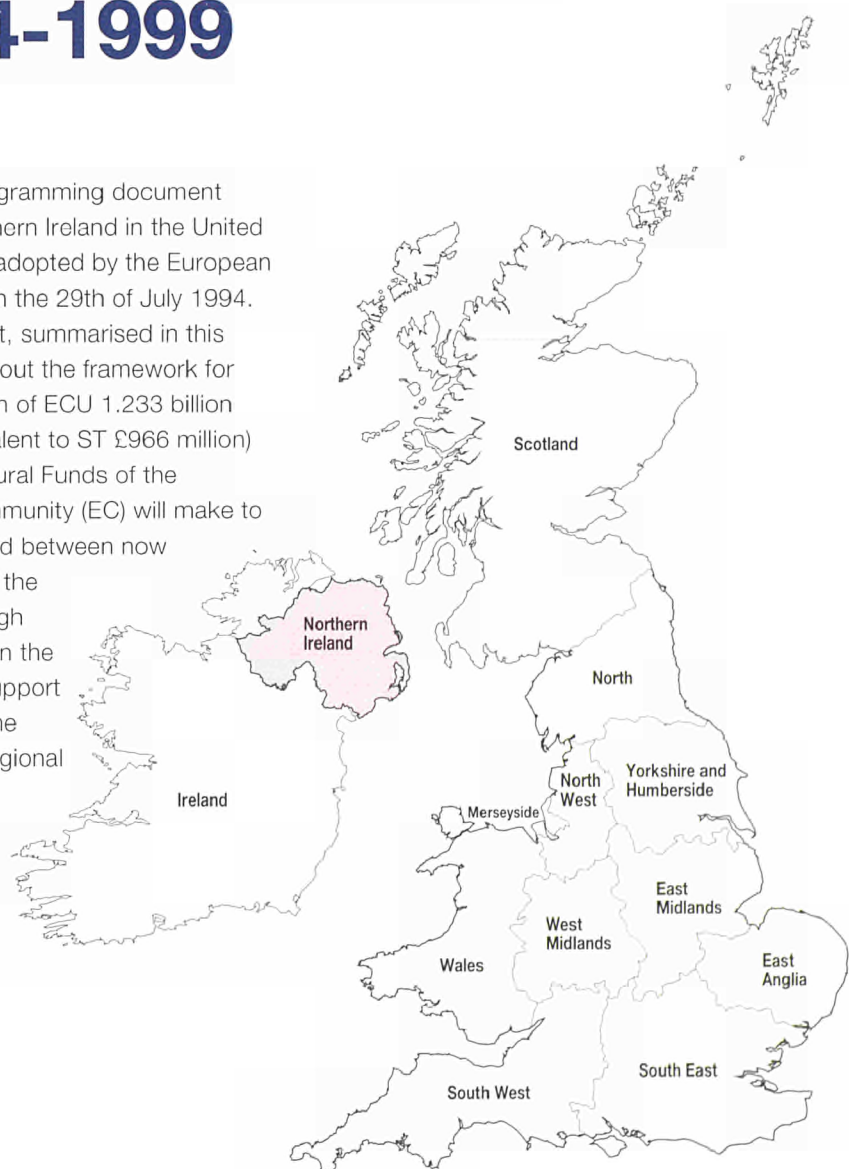 4-1999
gramming document
hern Ireland in the United
adopted by the European
n the 29th of July 1994.
t, summarised in this
out the framework for
n of ECU 1.233 billion
alent to ST £966 million)
ural Funds of the
nmunity (EC) will make to
d between now
the
gh
n the
upport
ne
gional
Scotland
Northern
Ireland
North
Ireland
North
West
Yorkshire and
Humberside
Merseyside
East
Midlands
West
Midlands
Wales
East
Anglia
South East
South West